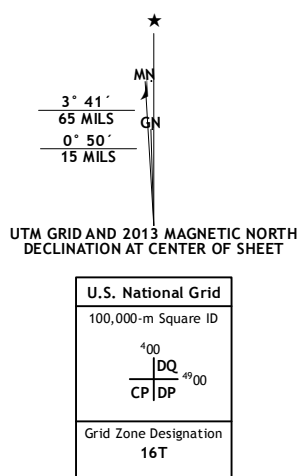 ★
MN
3° 41´
65 MILS
GN
0° 50´
15 MILS
UTM GRID AND 2013 MAGNETIC NORTH
DECLINATION AT CENTER OF SHEET
U.S. National Grid
100,000-m Square ID
⁴00
DQ
⁴⁹00
CP DP
Grid Zone Designation
16T